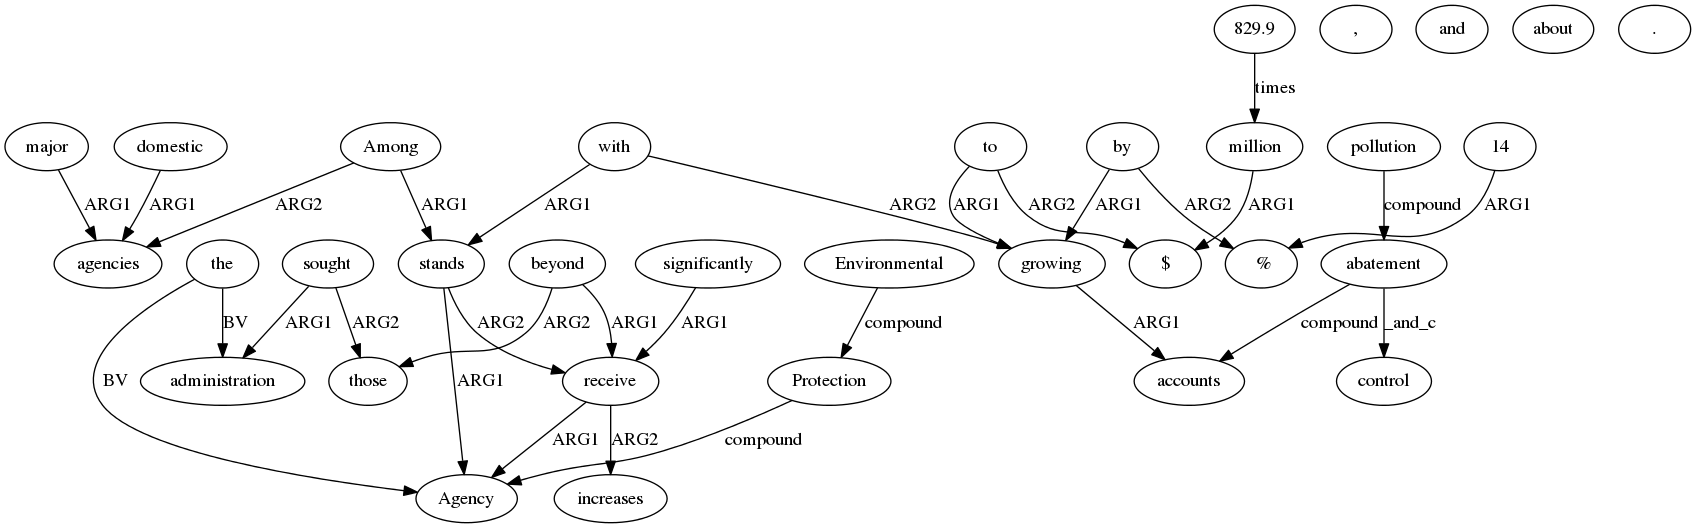 829.9 , and about .
times
major domestic Among with to by million pollution 14
ARG1 ARG1 ARG2 ARG1 ARG1 ARG2 ARG1 ARG2 ARG1 ARG2 ARG1 compound ARG1
agencies the sought stands beyond significantly Environmental growing $ % abatement
BV ARG1 ARG2 ARG2 ARG2 ARG1 ARG1 compound ARG1 compound _and_c
BV administration those ARG1 receive Protection accounts control
ARG1 ARG2 compound
Agency increases